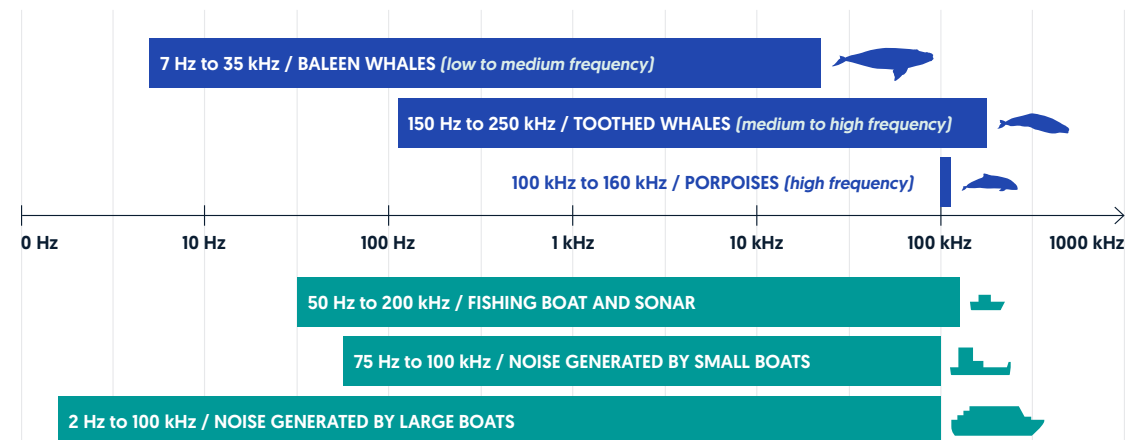 7 Hz to 35 kHz / BALEEN WHALES (low to medium frequency)
150 Hz to 250 kHz / TOOTHED WHALES (medium to high frequency)
100 kHz to 160 kHz / PORPOISES (high frequency)
0 Hz 10 Hz 100 Hz 1 kHz 10 kHz 100 kHz 1000 kHz
50 Hz to 200 kHz / FISHING BOAT AND SONAR
75 Hz to 100 kHz / NOISE GENERATED BY SMALL BOATS
2 Hz to 100 kHz / NOISE GENERATED BY LARGE BOATS